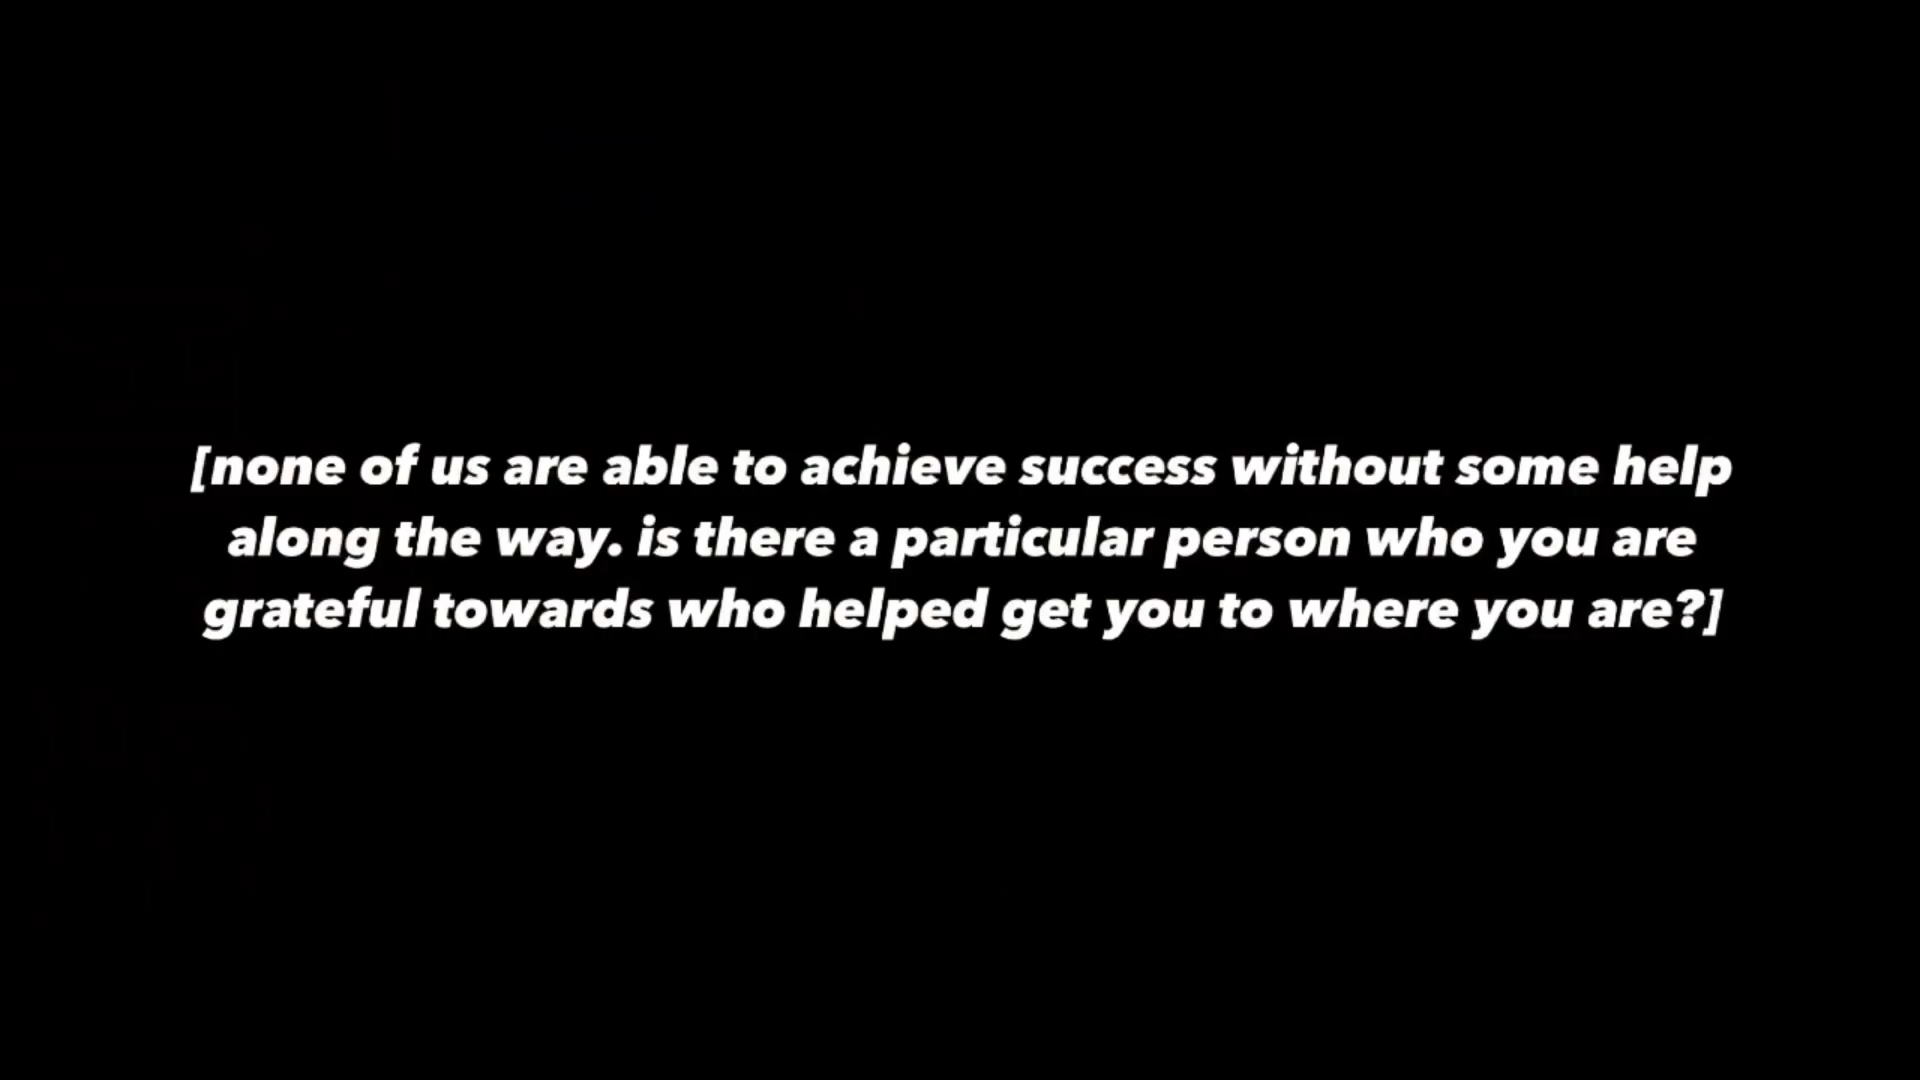 [none of us are able to achieve success without some help
along the way. is there a particular person who you are
grateful towards who helped get you to where you are?]